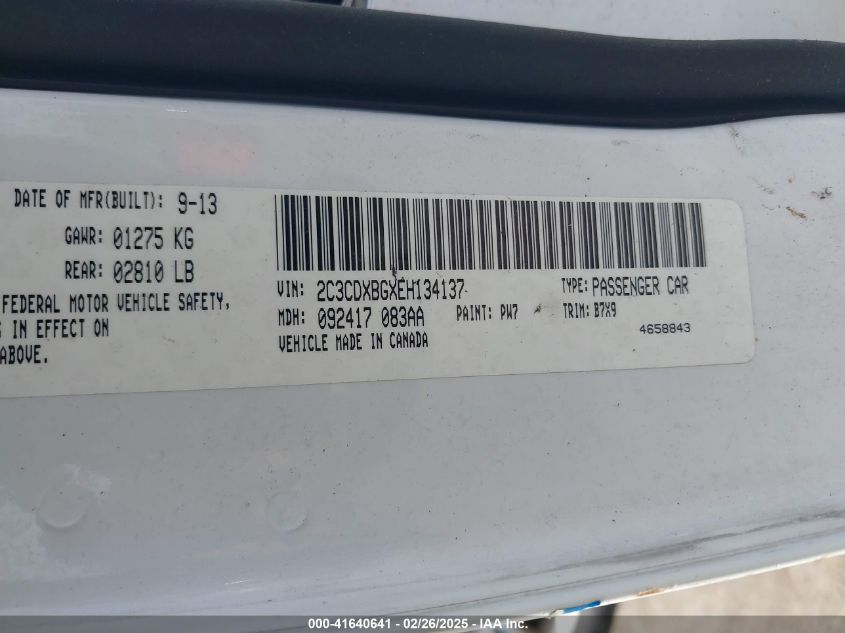 DATE OF MFR(BUILT): 9-13
GAWR: 01275 KG
REAR: 02810 LB
FEDERAL MOTOR VEHICLE SAFETY,
IN EFFECT ON
ABOVE.
VIN: 2C3CDXBGXEH134137 TYPE: PASSENGER CAR
MDH: 092417 083AA PAINT: PW7 TRIM: B7X9
VEHICLE MADE IN CANADA
4658843
000-41640641 / 02/26/2025 - IAA Inc.